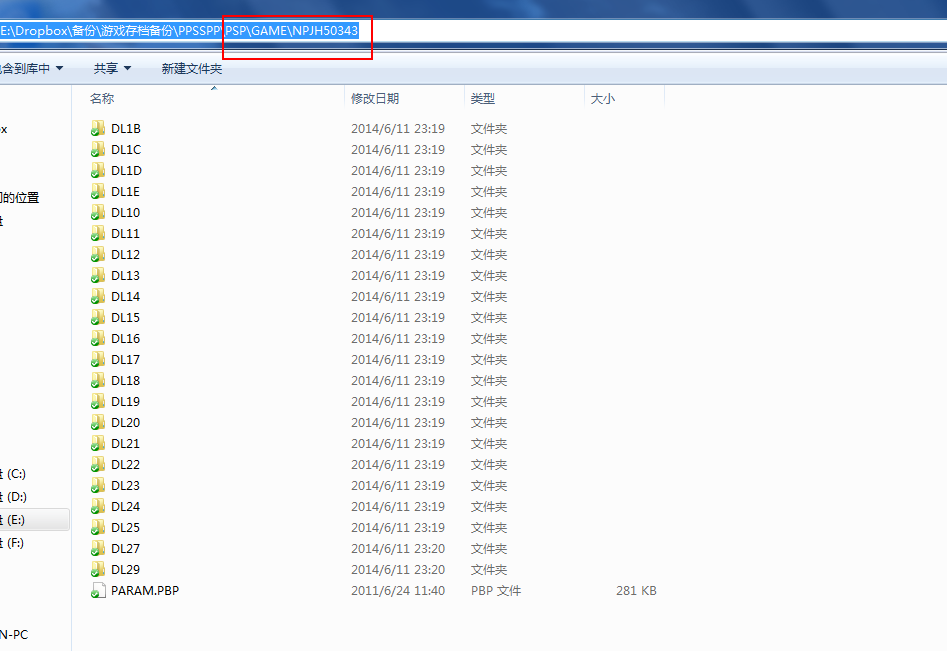 E:\Dropbox\备份\游戏存档备份\PPSSPP\PSP\GAME\NPJH50343
含到库中 共享 新建文件夹
名称 修改日期 类型 大小
DL1B 2014/6/11 23:19 文件夹
x
DL1C 2014/6/11 23:19 文件夹
DL1D 2014/6/11 23:19 文件夹
DL1E 2014/6/11 23:19 文件夹
的位置
DL10 2014/6/11 23:19 文件夹
DL11 2014/6/11 23:19 文件夹
DL12 2014/6/11 23:19 文件夹
DL13 2014/6/11 23:19 文件夹
DL14 2014/6/11 23:19 文件夹
DL15 2014/6/11 23:19 文件夹
DL16 2014/6/11 23:19 文件夹
DL17 2014/6/11 23:19 文件夹
DL18 2014/6/11 23:19 文件夹
DL19 2014/6/11 23:19 文件夹
DL20 2014/6/11 23:19 文件夹
DL21 2014/6/11 23:19 文件夹
DL22 2014/6/11 23:19 文件夹
(C:)
DL23 2014/6/11 23:19 文件夹
(D:)
DL24 2014/6/11 23:19 文件夹
(E:)
DL25 2014/6/11 23:19 文件夹
(F:)
DL27 2014/6/11 23:20 文件夹
DL29 2014/6/11 23:20 文件夹
PARAM.PBP 2011/6/24 11:40 PBP 文件 281 KB
N-PC